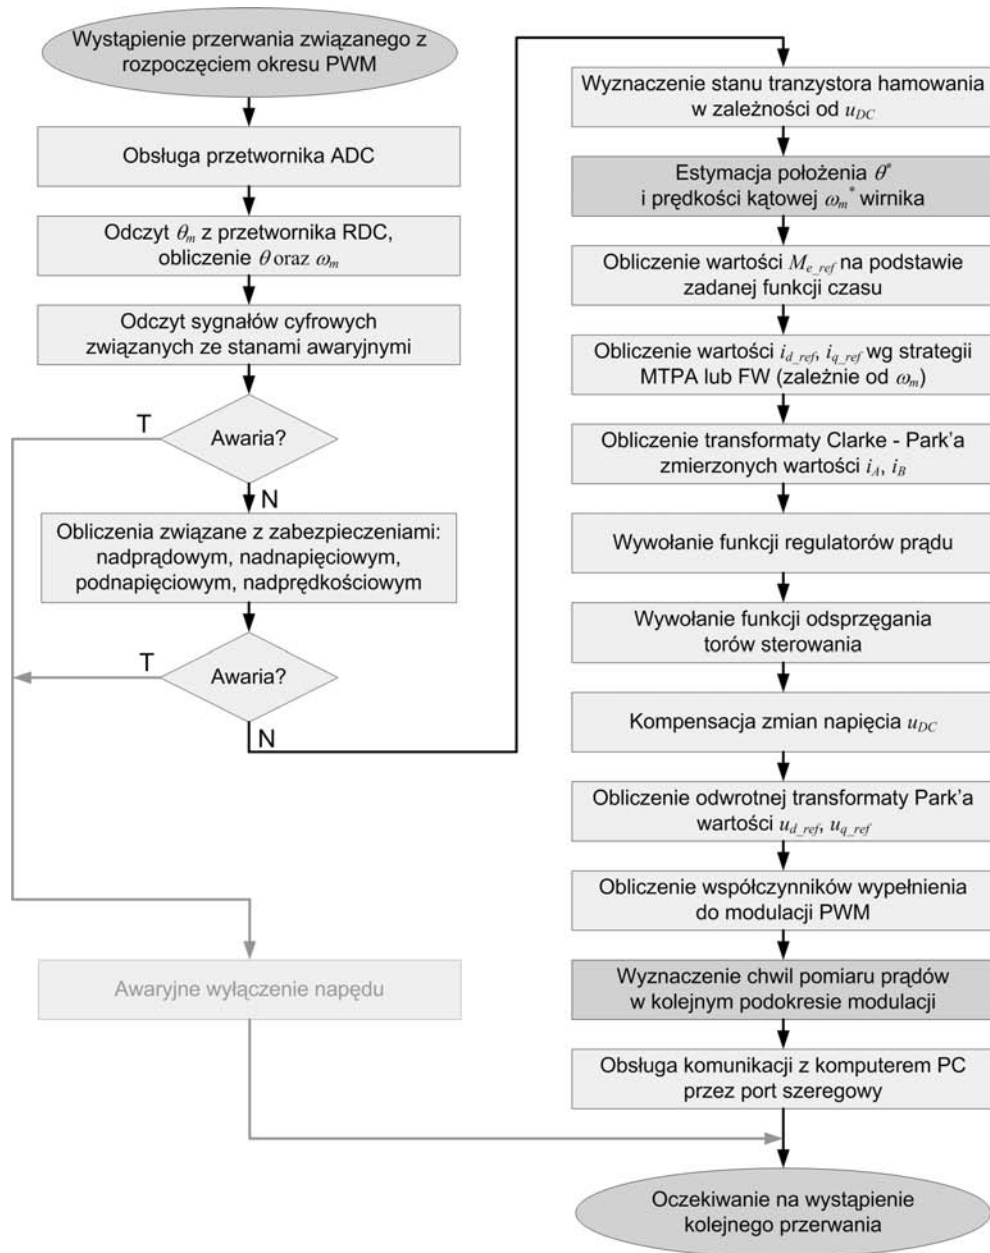 Wystąpienie przerwania związanego z
rozpoczęciem okresu PWM
Obsługa przetwornika ADC
Odczyt θm z przetwornika RDC,
obliczenie θ oraz ωm
Odczyt sygnałów cyfrowych
związanych ze stanami awaryjnymi
T
Awaria?
N
Obliczenia związane z zabezpieczeniami:
nadprądowym, nadnapięciowym,
podnapięciowym, nadprędkościowym
T
Awaria?
N
Awaryjne wyłączenie napędu
Wyznaczenie stanu tranzystora hamowania
w zależności od uDC
Estymacja położenia θ*
i prędkości kątowej ωm* wirnika
Obliczenie wartości Me_ref na podstawie
zadanej funkcji czasu
Obliczenie wartości id_ref, iq_ref wg strategii
MTPA lub FW (zależnie od ωm)
Obliczenie transformaty Clarke - Park'a
zmierzonych wartości iA, iB
Wywołanie funkcji regulatorów prądu
Wywołanie funkcji odsprzęgania
torów sterowania
Kompensacja zmian napięcia uDC
Obliczenie odwrotnej transformaty Park'a
wartości ud_ref, uq_ref
Obliczenie współczynników wypełnienia
do modulacji PWM
Wyznaczenie chwil pomiaru prądów
w kolejnym podokresie modulacji
Obsługa komunikacji z komputerem PC
przez port szeregowy
Oczekiwanie na wystąpienie
kolejnego przerwania